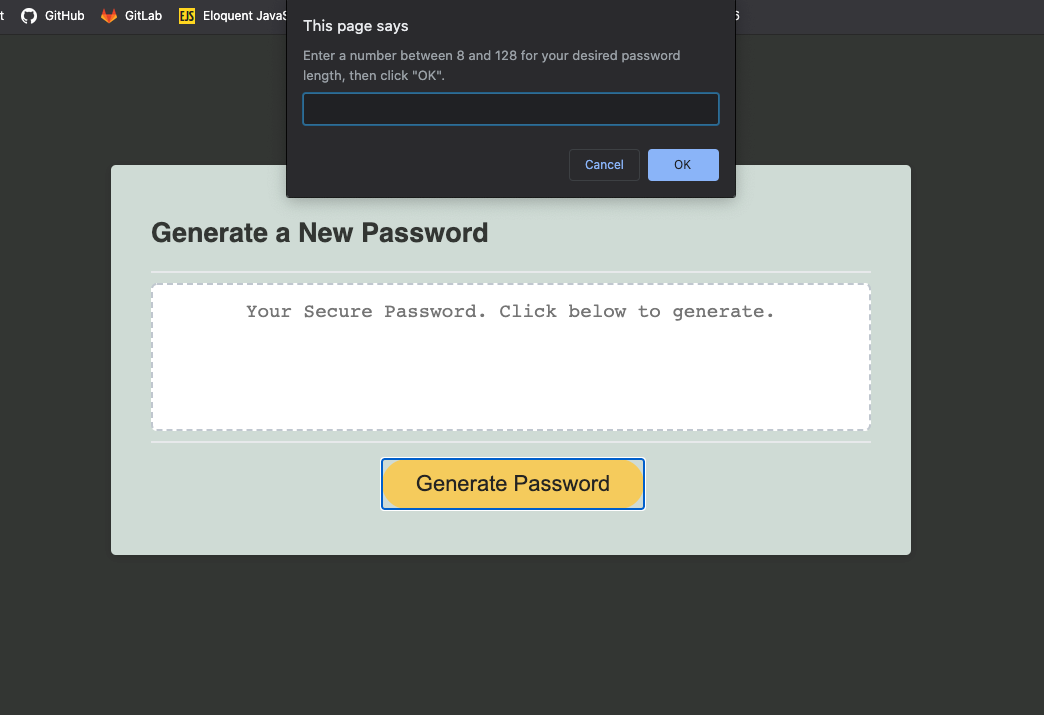 t GitHub GitLab EJS Eloquent JavaS 6
This page says
Enter a number between 8 and 128 for your desired password
length, then click "OK".
Cancel OK
Generate a New Password
Your Secure Password. Click below to generate.
Generate Password